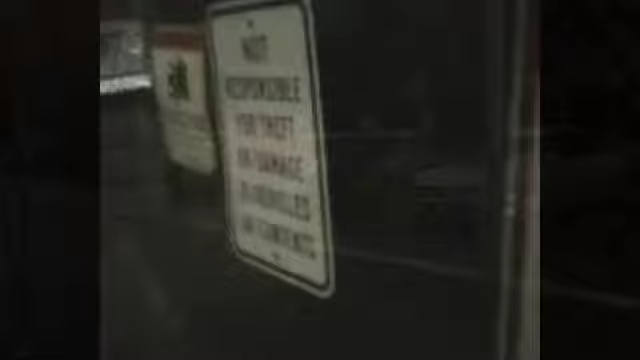 NOT
RESPONSIBLE
FOR THEFT
OR DAMAGE
TO VEHICLES
OR CONTENTS